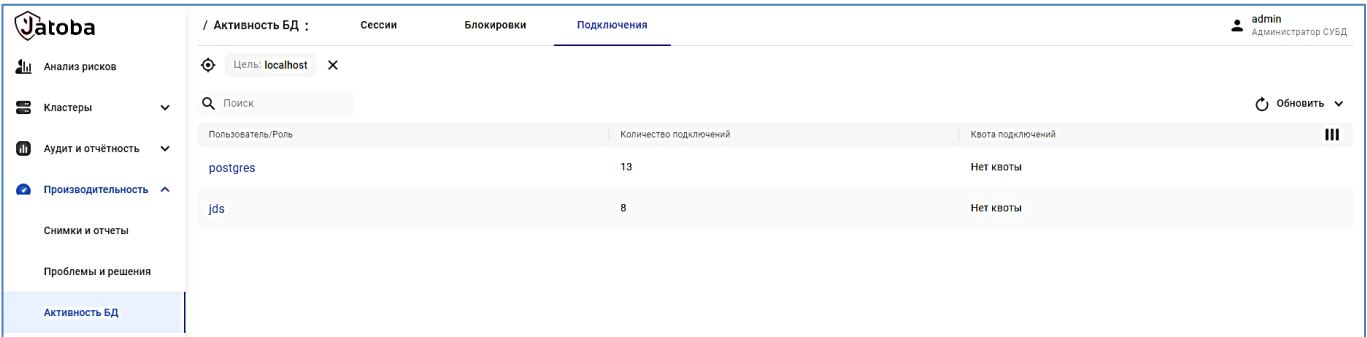 Jatoba
/ Активность БД :
Сессии
Блокировки
Подключения
admin
Администратор СУБД
Анализ рисков
Кластеры
Аудит и отчётность
Производительность
Снимки и отчеты
Проблемы и решения
Активность БД
Цель: localhost
Поиск
Обновить
Пользователь/Роль
Количество подключений
Квота подключений
postgres
13
Нет квоты
jds
8
Нет квоты